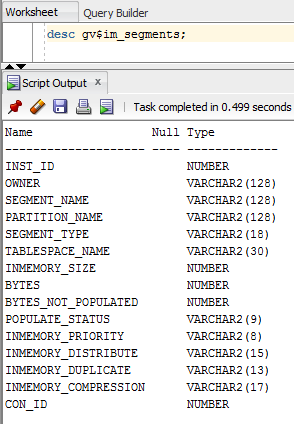 Worksheet Query Builder
desc gv$im_segments;
Script Output ×
Task completed in 0.499 seconds
Name Null Type
-------------------- ---- -------------
INST_ID NUMBER
OWNER VARCHAR2(128)
SEGMENT_NAME VARCHAR2(128)
PARTITION_NAME VARCHAR2(128)
SEGMENT_TYPE VARCHAR2(18)
TABLESPACE_NAME VARCHAR2(30)
INMEMORY_SIZE NUMBER
BYTES NUMBER
BYTES_NOT_POPULATED NUMBER
POPULATE_STATUS VARCHAR2(9)
INMEMORY_PRIORITY VARCHAR2(8)
INMEMORY_DISTRIBUTE VARCHAR2(15)
INMEMORY_DUPLICATE VARCHAR2(13)
INMEMORY_COMPRESSION VARCHAR2(17)
CON_ID NUMBER